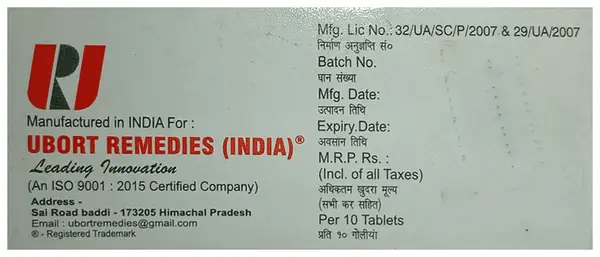 URI
Manufactured in INDIA For :
UBORT REMEDIES (INDIA)®
Leading Innovation
(An ISO 9001 : 2015 Certified Company)
Address -
Sai Road baddi - 173205 Himachal Pradesh
Email : ubortremedies@gmail.com
® - Registered Trademark
Mfg. Lic No.: 32/UA/SC/P/2007 & 29/UA/2007
निर्माण अनुज्ञप्ति सं०
Batch No.
घान संख्या
Mfg. Date:
उत्पादन तिथि
Expiry.Date:
अवसान तिथि
M.R.P. Rs. :
(Incl. of all Taxes)
अधिकतम खुदरा मूल्य
(सभी कर सहित)
Per 10 Tablets
प्रति १० गोलियां